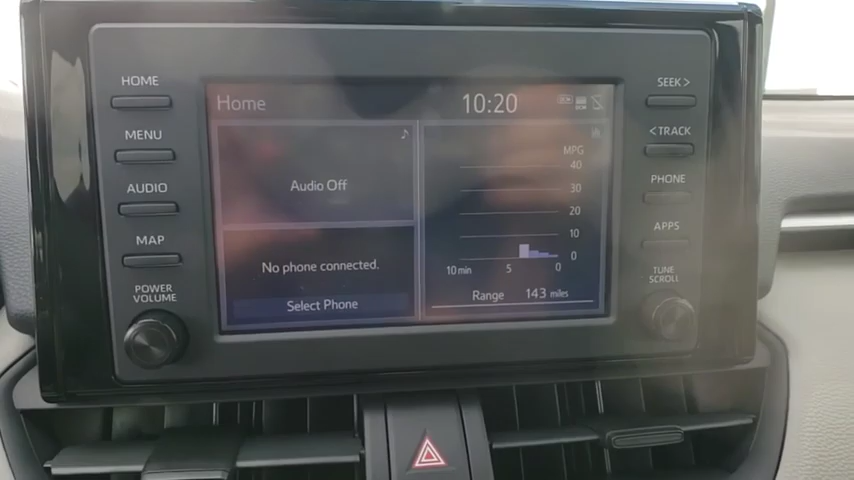 HOME
MENU
AUDIO
MAP
POWER
VOLUME
Home
10:20
Audio Off
No phone connected.
Select Phone
MPG
40
30
20
10
0
10 min 5 0
Range 143 miles
SEEK >
< TRACK
PHONE
APPS
TUNE
SCROLL